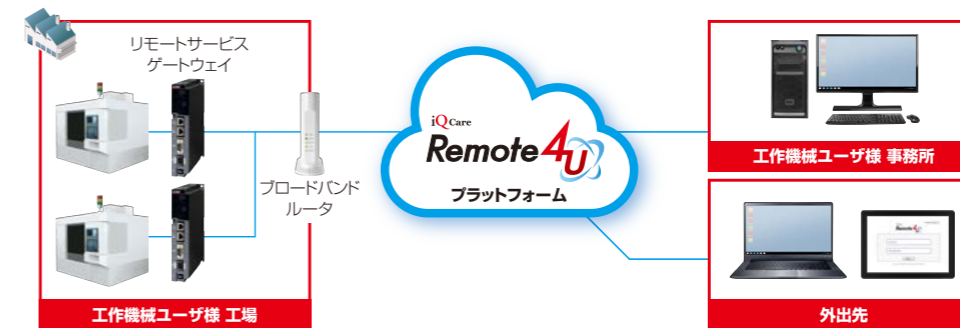 リモートサービス
ゲートウェイ
ブロードバンド
ルータ
工作機械ユーザ様 工場
iQ Care
Remote4U
プラットフォーム
工作機械ユーザ様 事務所
Remote4U
外出先